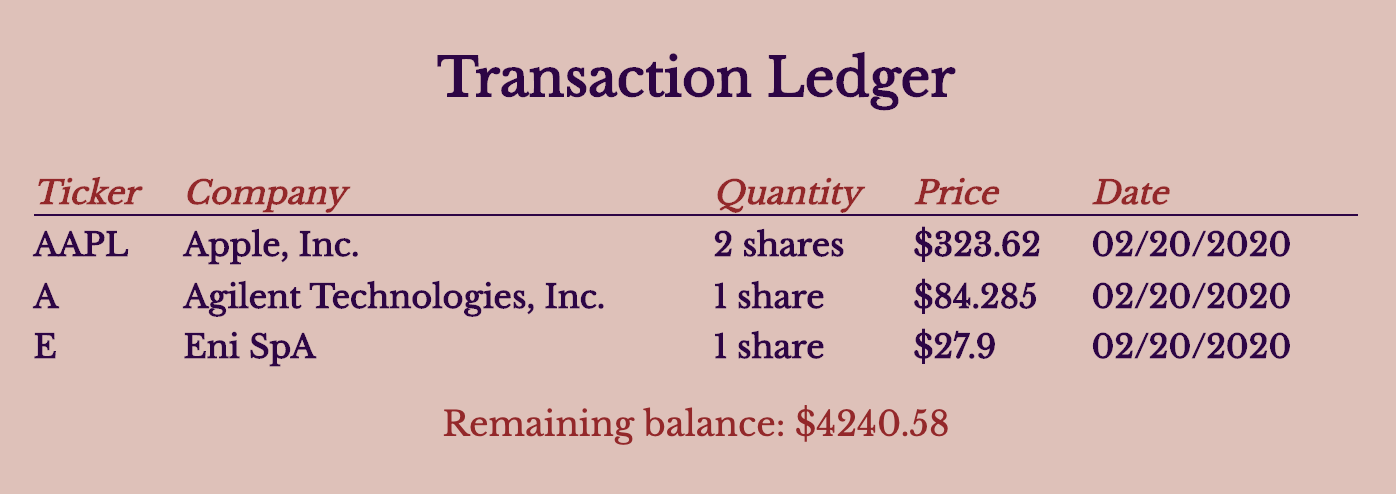 Transaction Ledger
Ticker Company Quantity Price Date
AAPL Apple, Inc. 2 shares $323.62 02/20/2020
A Agilent Technologies, Inc. 1 share $84.285 02/20/2020
E Eni SpA 1 share $27.9 02/20/2020
Remaining balance: $4240.58